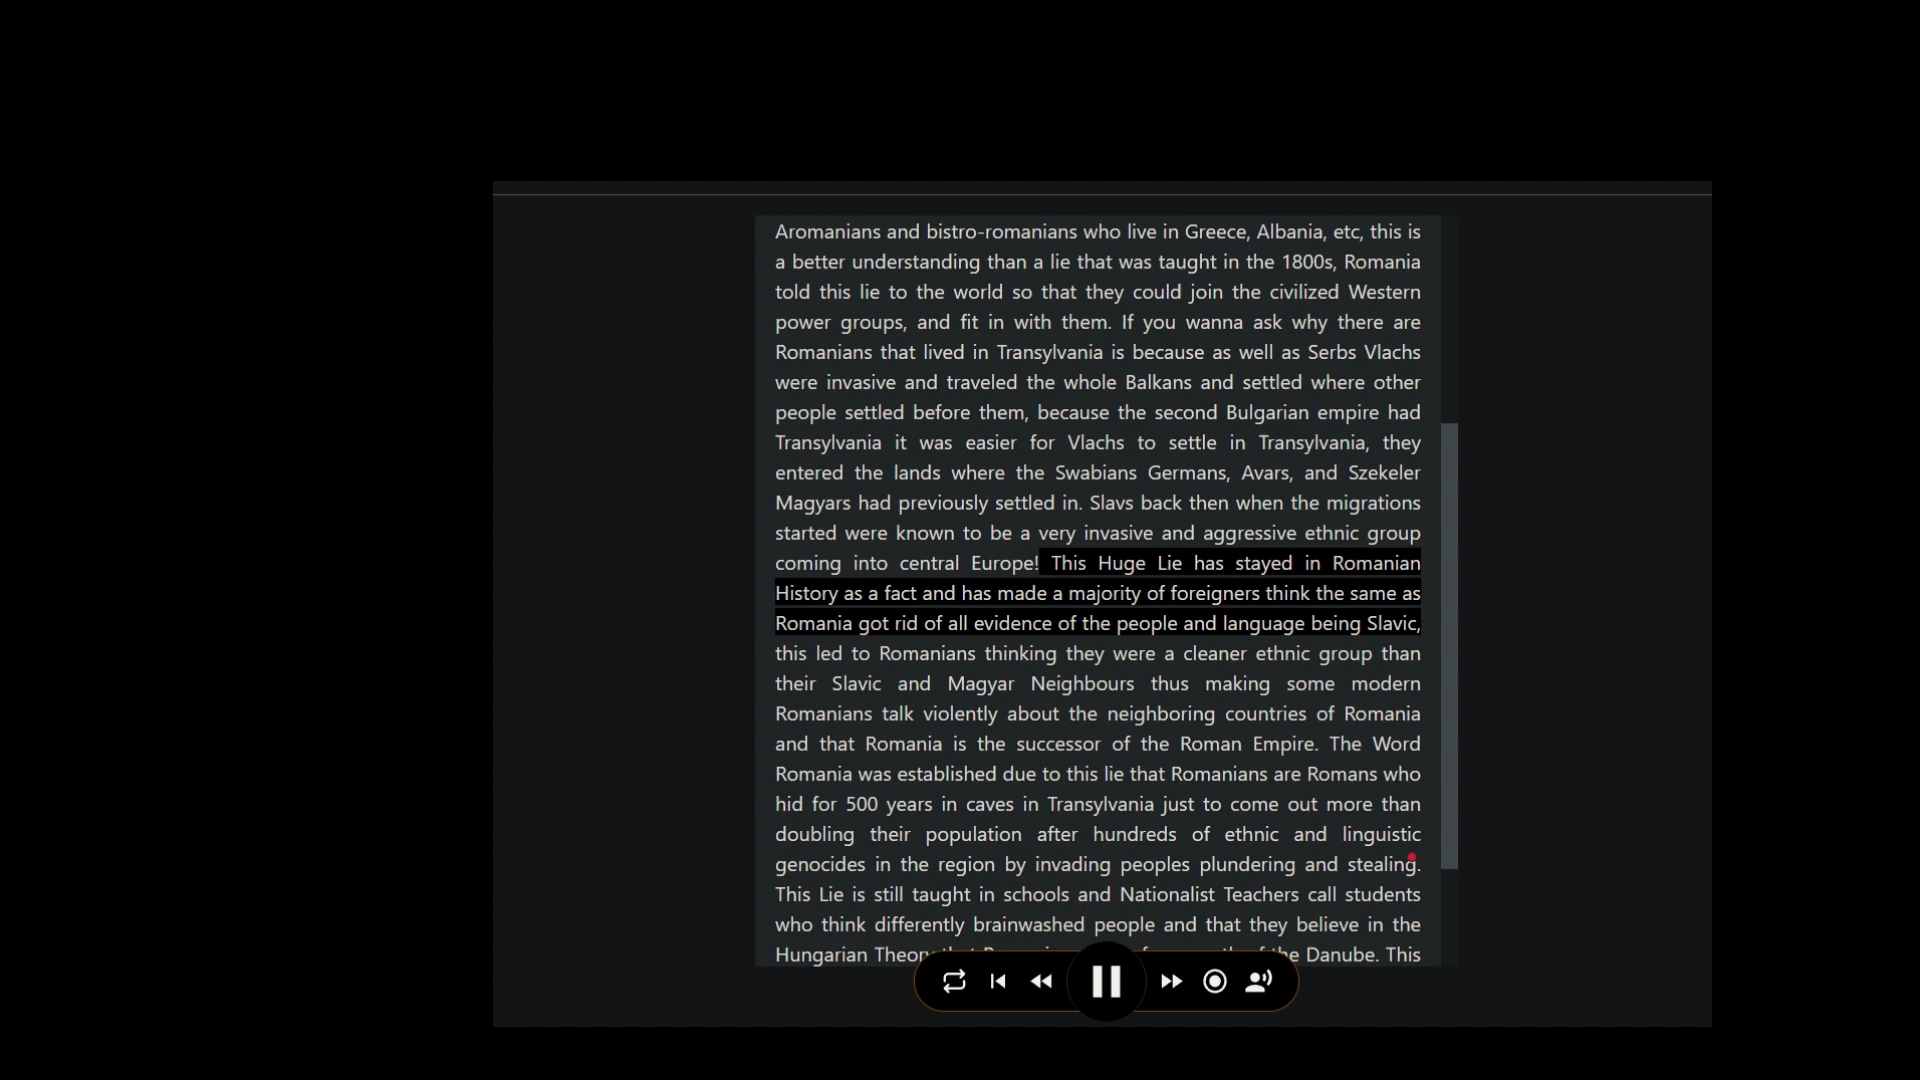 Aromanians and bistro-romanians who live in Greece, Albania, etc, this is
a better understanding than a lie that was taught in the 1800s, Romania
told this lie to the world so that they could join the civilized Western
power groups, and fit in with them. If you wanna ask why there are
Romanians that lived in Transylvania is because as well as Serbs Vlachs
were invasive and traveled the whole Balkans and settled where other
people settled before them, because the second Bulgarian empire had
Transylvania it was easier for Vlachs to settle in Transylvania, they
entered the lands where the Swabians Germans, Avars, and Szekeler
Magyars had previously settled in. Slavs back then when the migrations
started were known to be a very invasive and aggressive ethnic group
coming into central Europe! This Huge Lie has stayed in Romanian
History as a fact and has made a majority of foreigners think the same as
Romania got rid of all evidence of the people and language being Slavic,
this led to Romanians thinking they were a cleaner ethnic group than
their Slavic and Magyar Neighbours thus making some modern
Romanians talk violently about the neighboring countries of Romania
and that Romania is the successor of the Roman Empire. The Word
Romania was established due to this lie that Romanians are Romans who
hid for 500 years in caves in Transylvania just to come out more than
doubling their population after hundreds of ethnic and linguistic
genocides in the region by invading peoples plundering and stealing.
This Lie is still taught in schools and Nationalist Teachers call students
who think differently brainwashed people and that they believe in the
Hungarian Theory the Danube. This